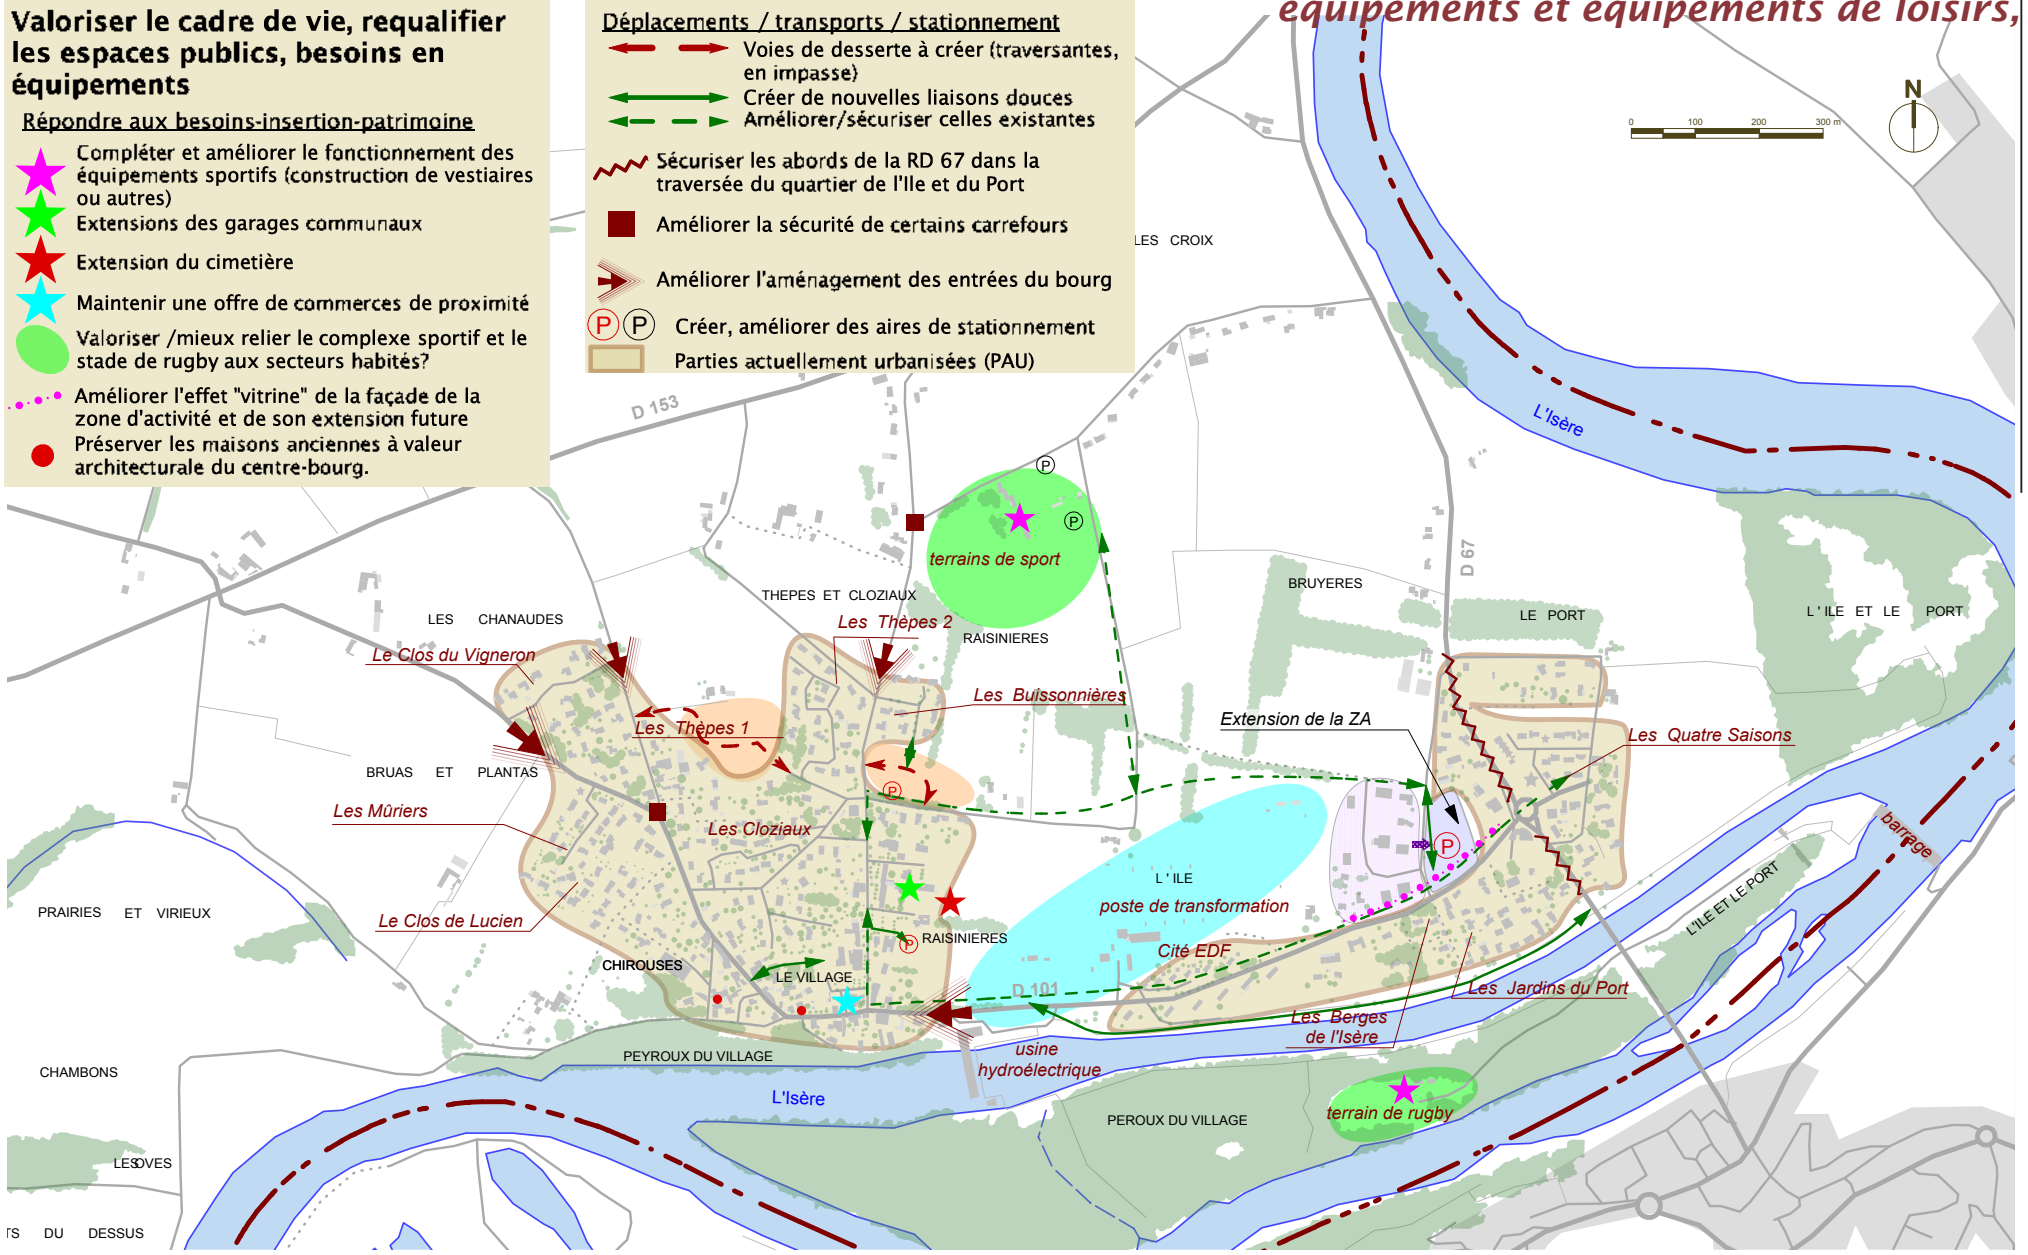 équipements et équipements de loisirs,
Valoriser le cadre de vie, requalifier
les espaces publics, besoins en
équipements
Répondre aux besoins-insertion-patrimoine
Compléter et améliorer le fonctionnement des
équipements sportifs (construction de vestiaires
ou autres)
Extensions des garages communaux
Extension du cimetière
Maintenir une offre de commerces de proximité
Valoriser /mieux relier le complexe sportif et le
stade de rugby aux secteurs habités?
Améliorer l'effet "vitrine" de la façade de la
zone d'activité et de son extension future
Préserver les maisons anciennes à valeur
architecturale du centre-bourg.
Déplacements / transports / stationnement
Voies de desserte à créer (traversantes,
en impasse)
Créer de nouvelles liaisons douces
Améliorer/sécuriser celles existantes
Sécuriser les abords de la RD 67 dans la
traversée du quartier de l'Ile et du Port
Améliorer la sécurité de certains carrefours
Améliorer l'aménagement des entrées du bourg
P P Créer, améliorer des aires de stationnement
Parties actuellement urbanisées (PAU)
N
0 100 200 300 m
LES CROIX
D 153
L'Isère
P
P
terrains de sport
D 67
BRUYERES
THEPES ET CLOZIAUX
LES CHANAUDES
Les Thèpes 2
LE PORT
L ' ILE ET LE PORT
RAISINIERES
Le Clos du Vigneron
Les Buissonnières
Extension de la ZA
Les Thèpes 1
Les Quatre Saisons
BRUAS ET PLANTAS
P
Les Mûriers
Les Cloziaux
barrage
P
L ' ILE
poste de transformation
L'ILE ET LE PORT
PRAIRIES ET VIRIEUX
Le Clos de Lucien
P
RAISINIERES
Cité EDF
CHIROUSES
LE VILLAGE
D 101
Les Jardins du Port
Les Berges
de l'Isère
usine
hydroélectrique
PEYROUX DU VILLAGE
CHAMBONS
L'Isère
terrain de rugby
PEROUX DU VILLAGE
LES OVES
TS DU DESSUS